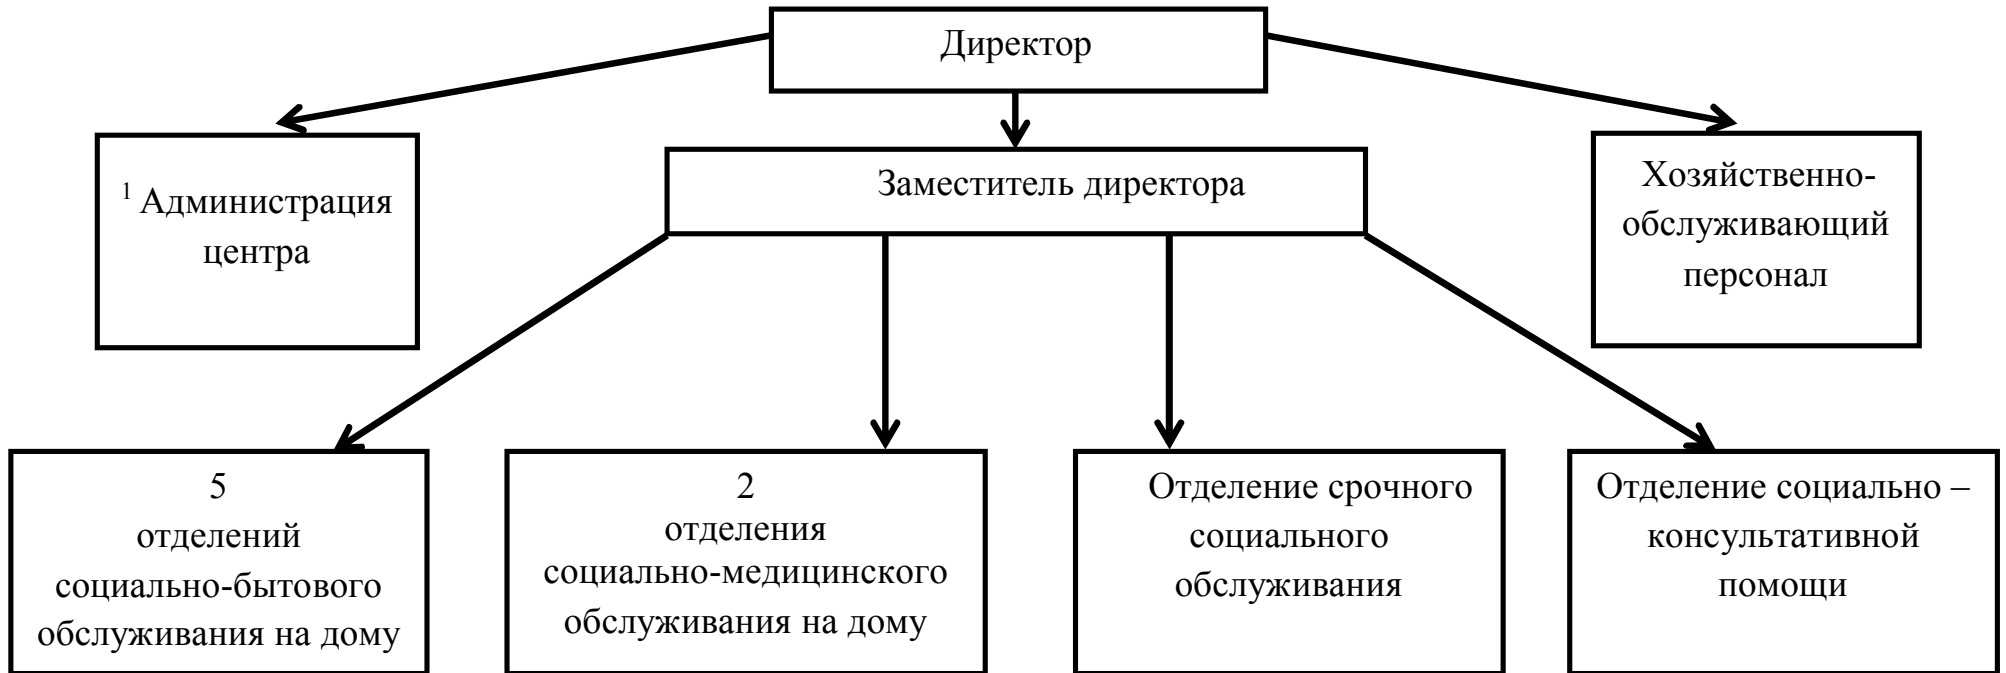 Директор
¹ Администрация
центра
Заместитель директора
Хозяйственно-
обслуживающий
персонал
5
отделений
социально-бытового
обслуживания на дому
2
отделения
социально-медицинского
обслуживания на дому
Отделение срочного
социального
обслуживания
Отделение социально –
консультативной
помощи